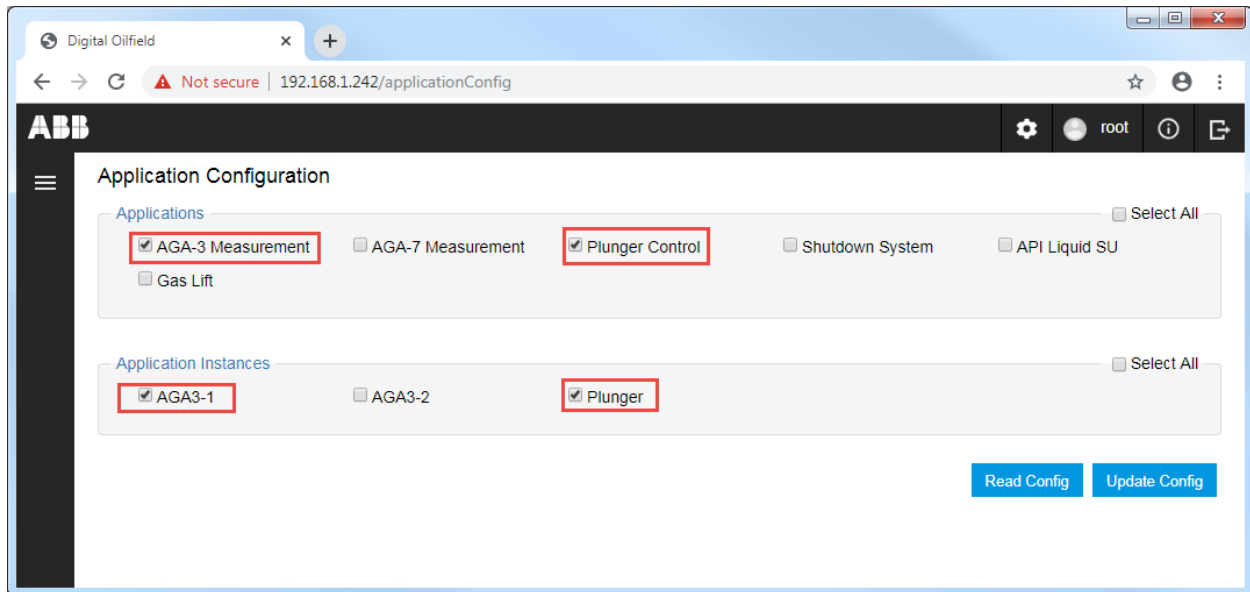 Digital Oilfield
Not secure | 192.168.1.242/applicationConfig
ABB
root
Application Configuration
Applications
Select All
AGA-3 Measurement
AGA-7 Measurement
Plunger Control
Shutdown System
API Liquid SU
Gas Lift
Application Instances
Select All
AGA3-1
AGA3-2
Plunger
Read Config
Update Config